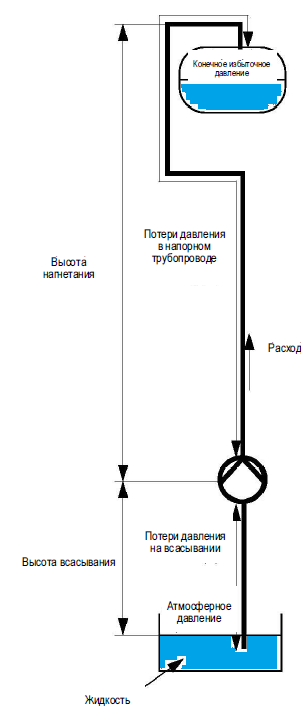 Конечное избыточное
давление
Потери давления
в напорном
трубопроводе
Высота
нагнетания
Расход
Потери давления
на всасывании
Высота всасывания
Атмосферное
давление
Жидкость